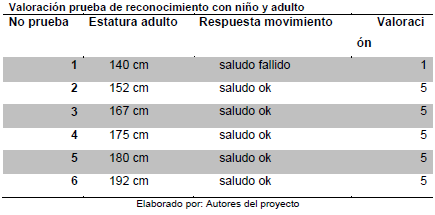 Valoración prueba de reconocimiento con niño y adulto
No prueba Estatura adulto Respuesta movimiento Valoraci
ón
1 140 cm saludo fallido 1
2 152 cm saludo ok 5
3 167 cm saludo ok 5
4 175 cm saludo ok 5
5 180 cm saludo ok 5
6 192 cm saludo ok 5
Elaborado por: Autores del proyecto